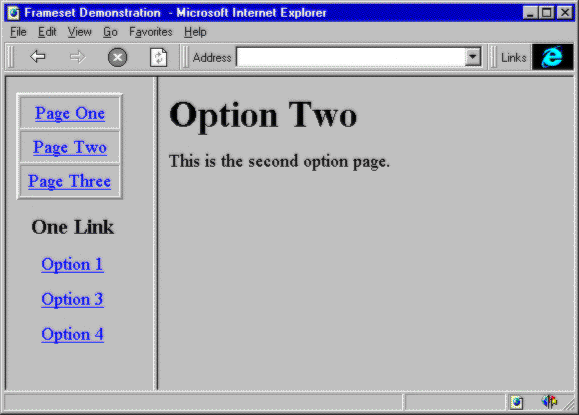 Frameset Demonstration - Microsoft Internet Explorer
File Edit View Go Favorites Help
Address Links
Page One
Page Two
Page Three
One Link
Option 1
Option 3
Option 4
Option Two
This is the second option page.